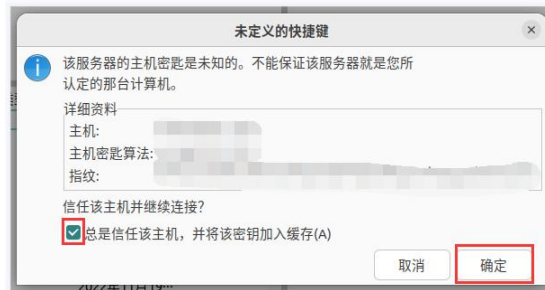 未定义的快捷键
该服务器的主机密匙是未知的。不能保证该服务器就是您所
认定的那台计算机。
详细资料
主机:
主机密匙算法:
指纹:
信任该主机并继续连接?
总是信任该主机，并将该密钥加入缓存(A)
取消
确定